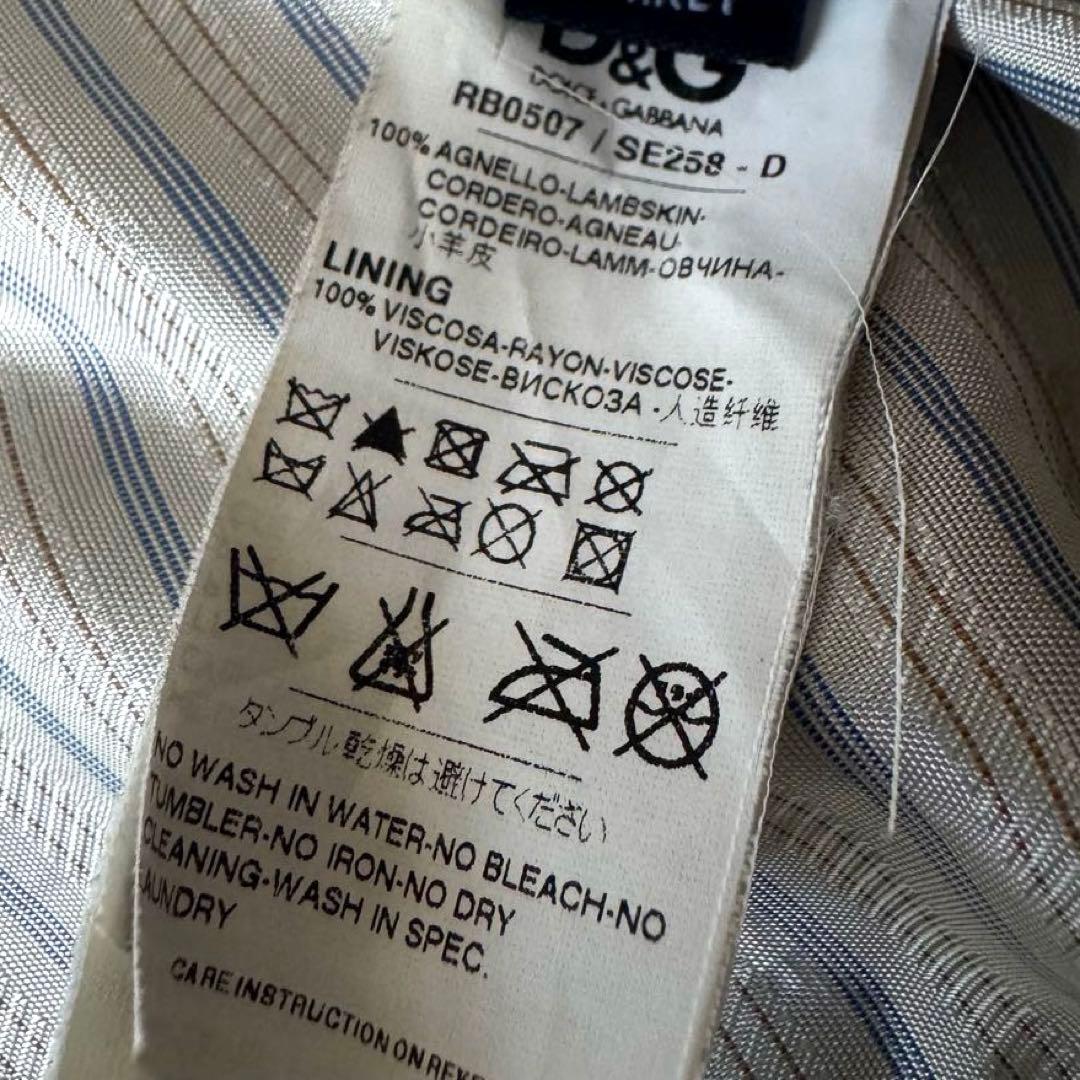 D&G
DOLCE & GABBANA
RB0507 / SE258 - D
100% AGNELLO-LAMBSKIN-
CORDERO-AGNEAU-
CORDEIRO-LAMM-ОВЧИНА-
小羊皮
LINING
100% VISCOSA-RAYON-VISCOSE-
VISKOSE-ВИСКОЗА-人造纤维
タンブル乾燥は避けてください
NO WASH IN WATER-NO BLEACH-NO
TUMBLER-NO IRON-NO DRY
CLEANING-WASH IN SPEC.
LAUNDRY
CARE INSTRUCTION ON